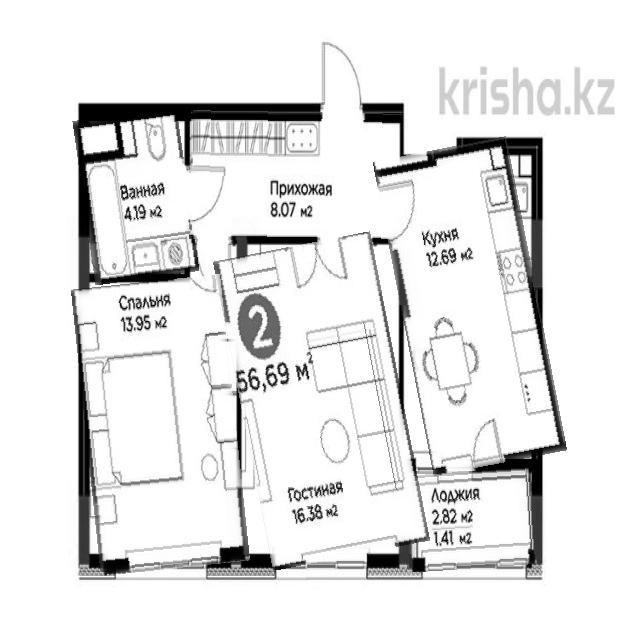 krisha.kz
Ванная
4.19 м2
Прихожая
8.07 м2
Кухня
12.69 м2
Спальня
13.95 м2
2
56,69 м2
Гостиная
16.38 м2
Лоджия
2.82 м2
1.41 м2